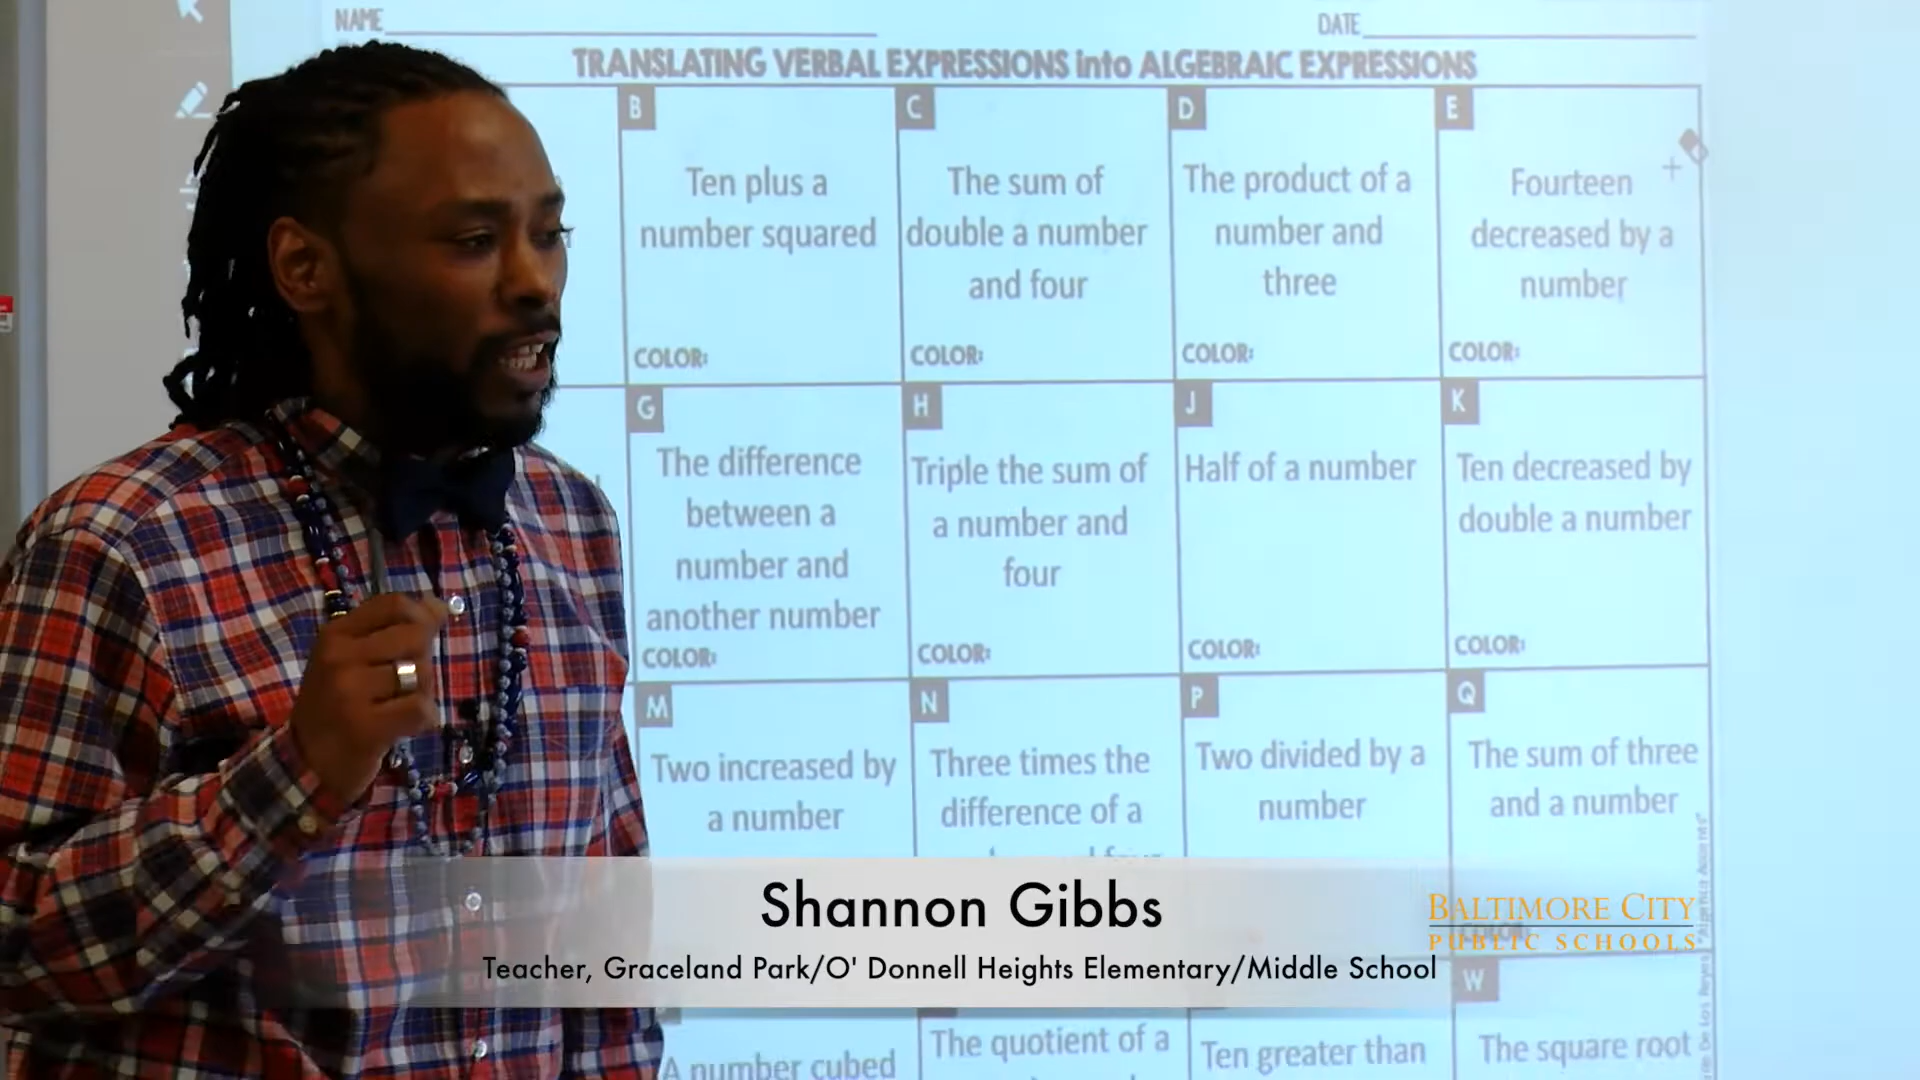 NAME
DATE
TRANSLATING VERBAL EXPRESSIONS into ALGEBRAIC EXPRESSIONS
B
Ten plus a
number squared
COLOR:
C
The sum of
double a number
and four
COLOR:
D
The product of a
number and
three
COLOR:
E
Fourteen
decreased by a
number
COLOR:
G
The difference
between a
number and
another number
COLOR:
H
Triple the sum of
a number and
four
COLOR:
J
Half of a number
COLOR:
K
Ten decreased by
double a number
COLOR:
M
Two increased by
a number
N
Three times the
difference of a
P
Two divided by a
number
Q
The sum of three
and a number
COLOR:
Shannon Gibbs
Teacher, Graceland Park/O' Donnell Heights Elementary/Middle School
BALTIMORE CITY
PUBLIC SCHOOLS
A number cubed
The quotient of a
Ten greater than
W
The square root